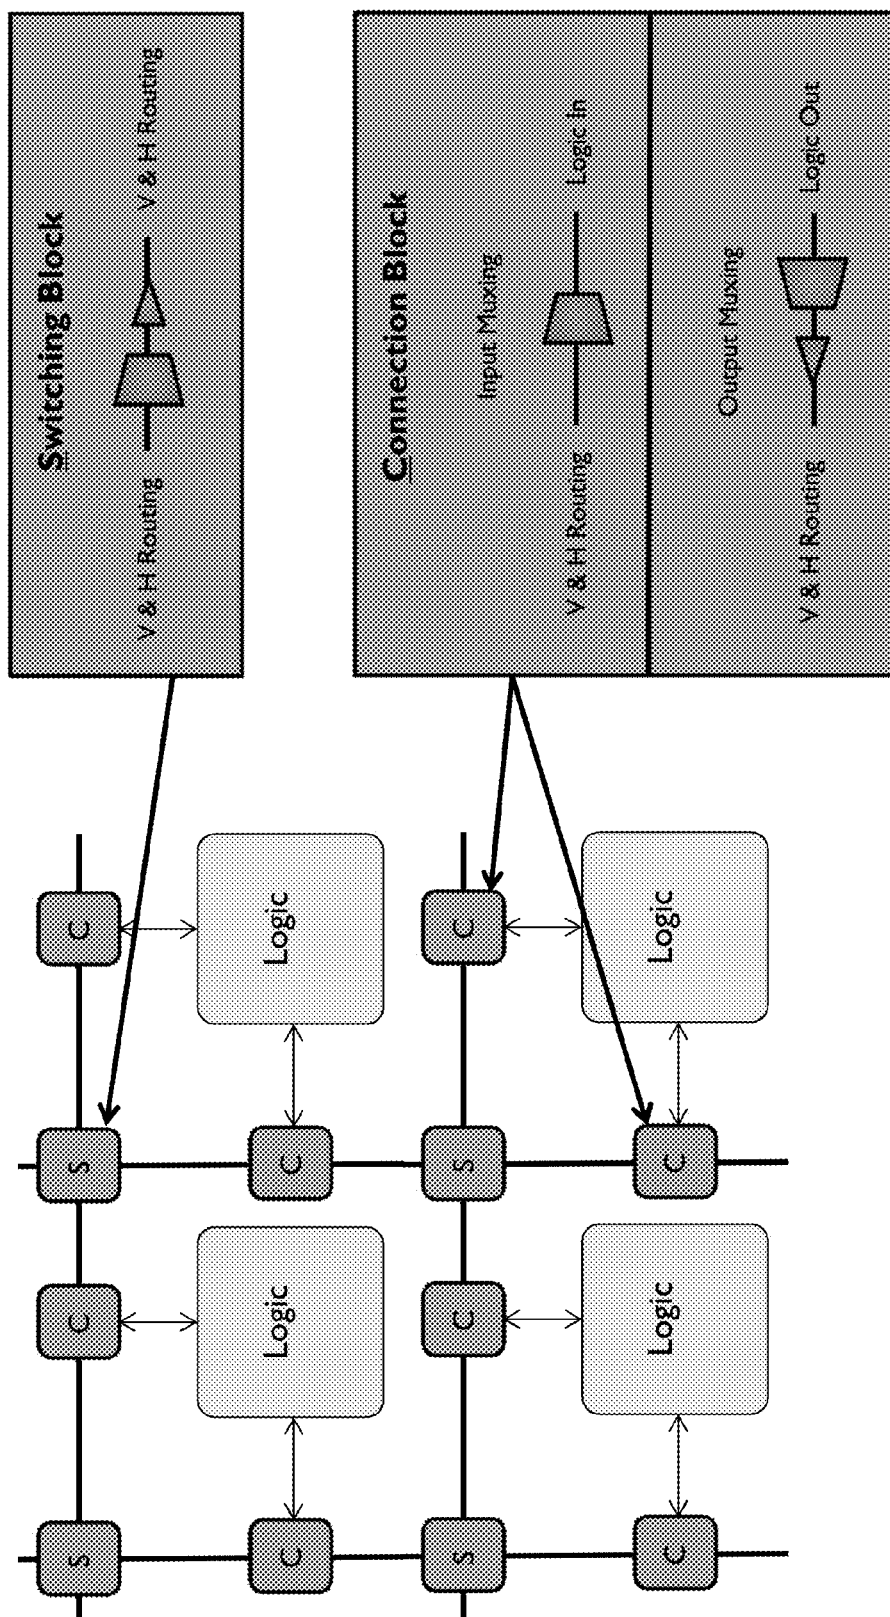 S
C
S
C
C
Logic
C
Logic
S
C
S
C
C
Logic
C
Logic
Switching Block
V & H Routing
V & H Routing
Connection Block
Input Muxing
V & H Routing
Logic In
Output Muxing
V & H Routing
Logic Out